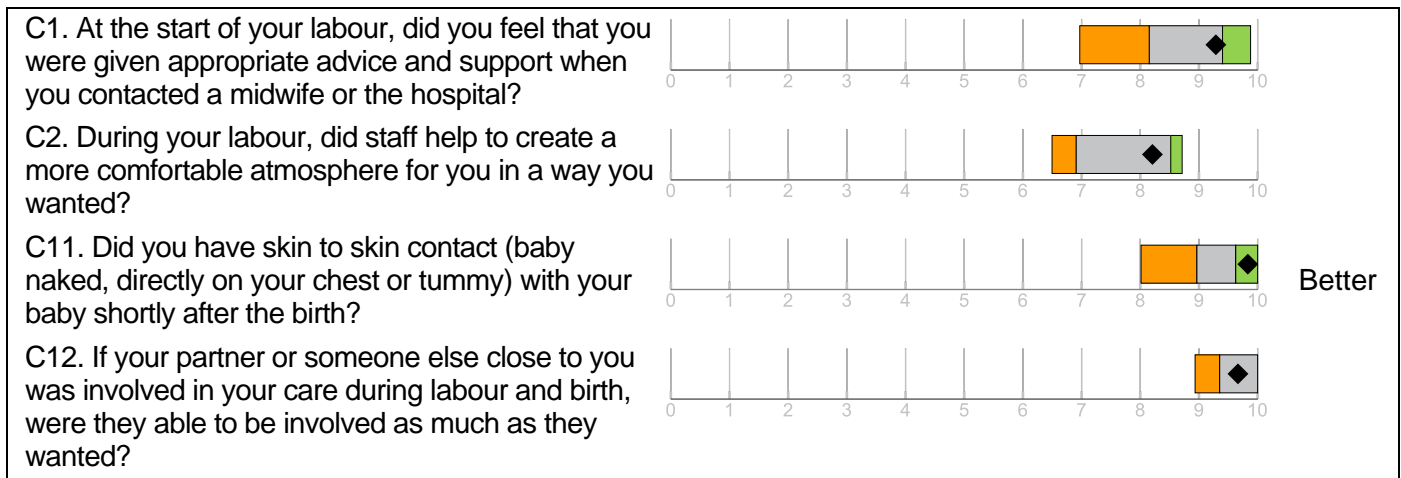 C1. At the start of your labour, did you feel that you
were given appropriate advice and support when
you contacted a midwife or the hospital?
0 1 2 3 4 5 6 7 8 9 10
C2. During your labour, did staff help to create a
more comfortable atmosphere for you in a way you
wanted?
0 1 2 3 4 5 6 7 8 9 10
C11. Did you have skin to skin contact (baby
naked, directly on your chest or tummy) with your
baby shortly after the birth?
0 1 2 3 4 5 6 7 8 9 10
Better
C12. If your partner or someone else close to you
was involved in your care during labour and birth,
were they able to be involved as much as they
wanted?
0 1 2 3 4 5 6 7 8 9 10